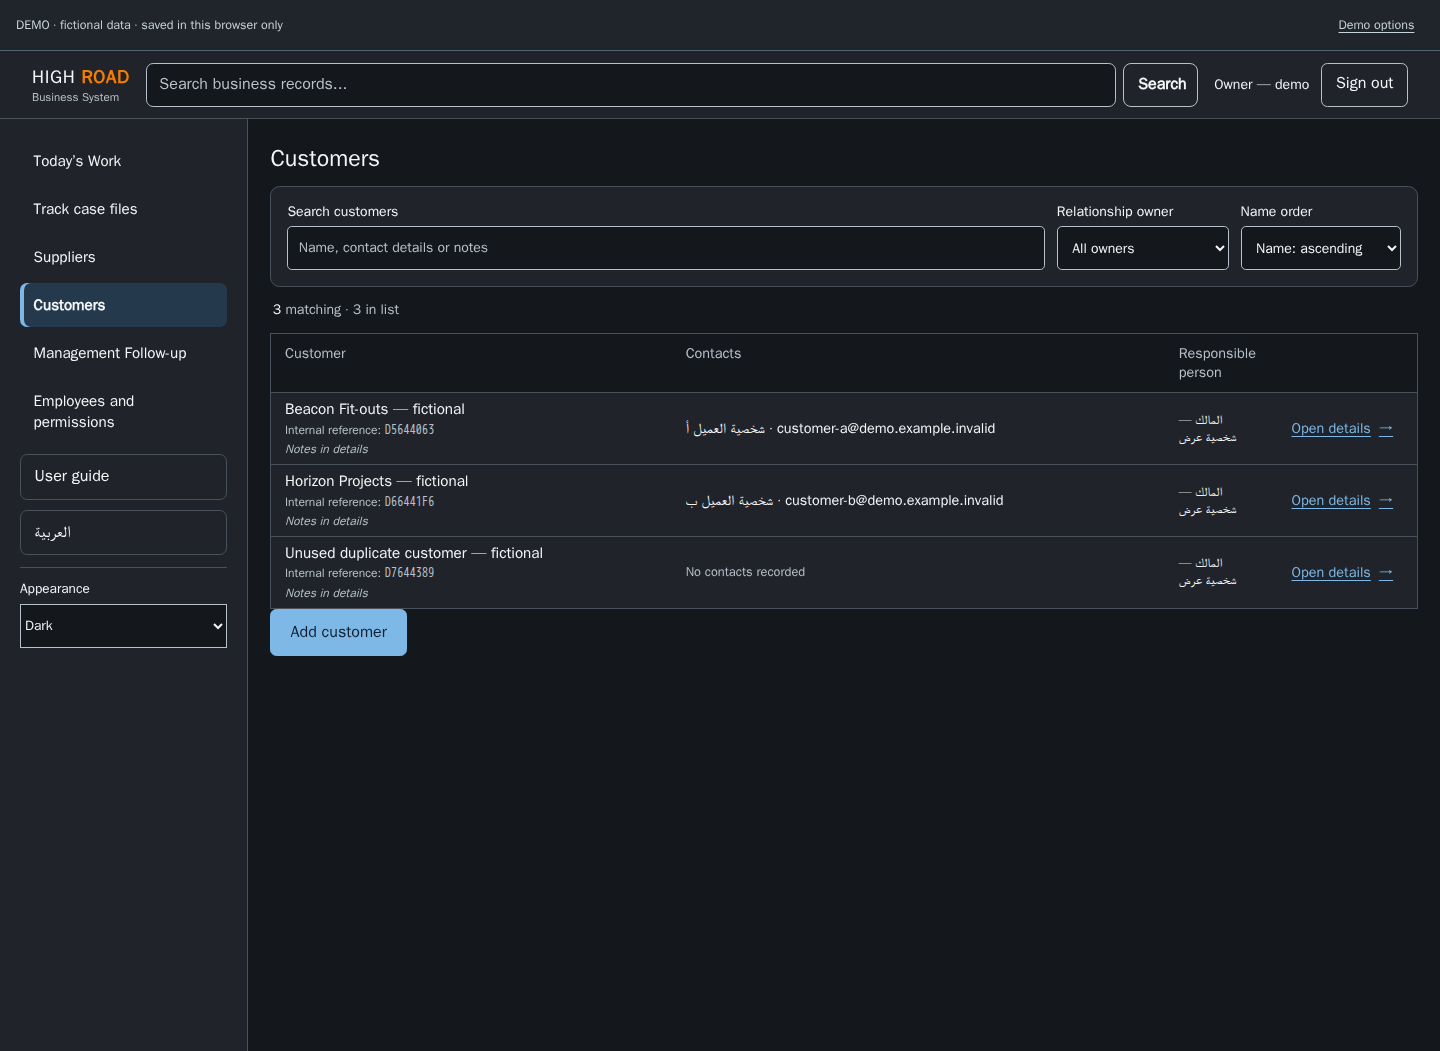 DEMO · fictional data · saved in this browser only
Demo options
HIGH ROAD
Business System
Search business records...
Search
Owner — demo
Sign out
Today's Work
Track case files
Suppliers
Customers
Management Follow-up
Employees and
permissions
User guide
العربية
Appearance
Dark
Customers
Search customers
Relationship owner
Name order
Name, contact details or notes
All owners
Name: ascending
3 matching · 3 in list
Customer
Contacts
Responsible
person
Beacon Fit-outs — fictional
Internal reference: D5644063
Notes in details
شخصية العميل أ · customer-a@demo.example.invalid
المالك —
شخصية عرض
Open details →
Horizon Projects — fictional
Internal reference: D66441F6
Notes in details
شخصية العميل ب · customer-b@demo.example.invalid
المالك —
شخصية عرض
Open details →
Unused duplicate customer — fictional
Internal reference: D7644389
Notes in details
No contacts recorded
المالك —
شخصية عرض
Open details →
Add customer